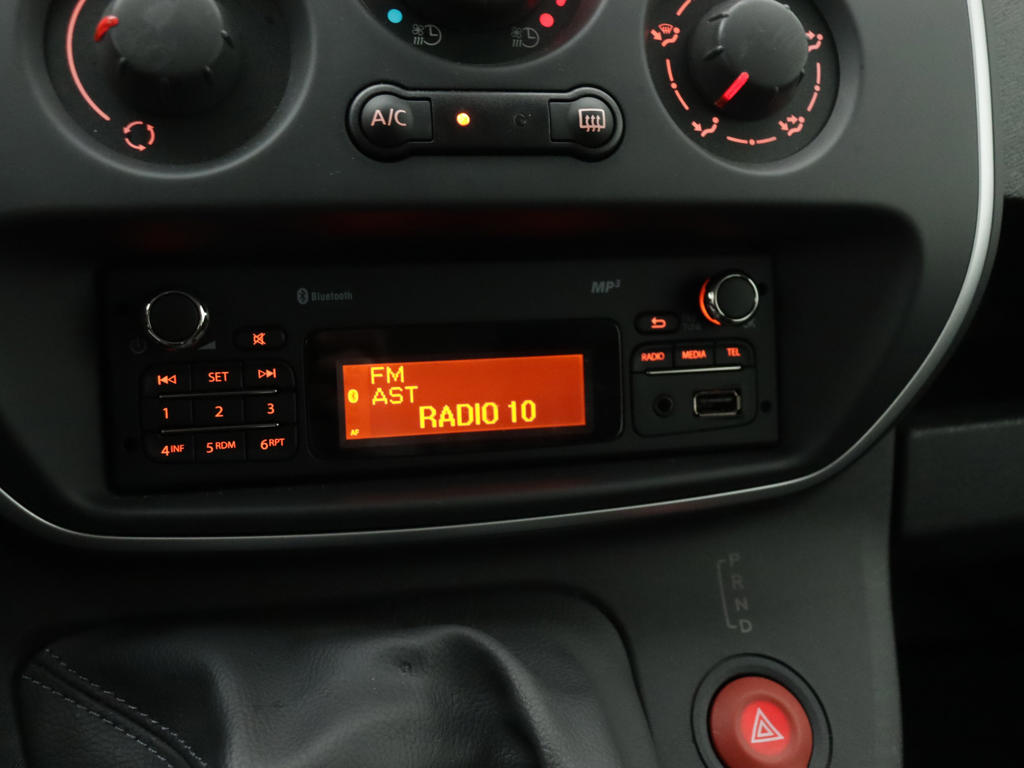 A/C
Bluetooth
MP3
SET
RADIO MEDIA TEL
FM
AST
RADIO 10
AF
1 2 3
4INF 5RDM 6RPT
P
R
N
D